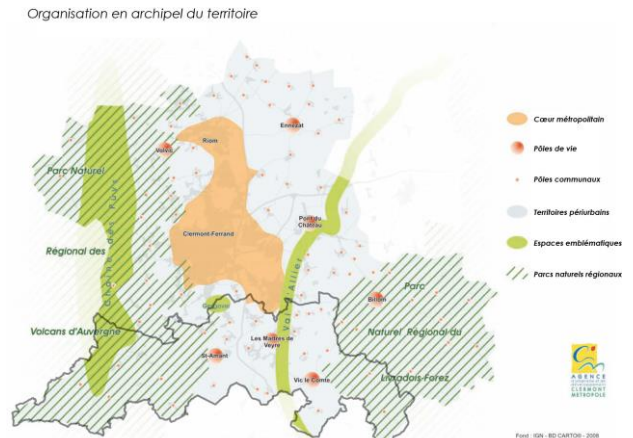 Organisation en archipel du territoire
Cœur métropolitain
Pôles de vie
Pôles communaux
Territoires périurbains
Espaces emblématiques
Parcs naturels régionaux
Riom
Ennezat
Volvic
Parc Naturel
Régional des
Volcans d'Auvergne
Chaîne des Puys
Clermont-Ferrand
Pont du
Château
Val d'Allier
Gergovie
Billom
Parc
Naturel Régional du
Livradois-Forez
Les Martres de
Veyre
St-Amant
Vic le Comte
AGENCE
CLERMONT
METROPOLE
Fond : IGN - BD CARTO® - 2006